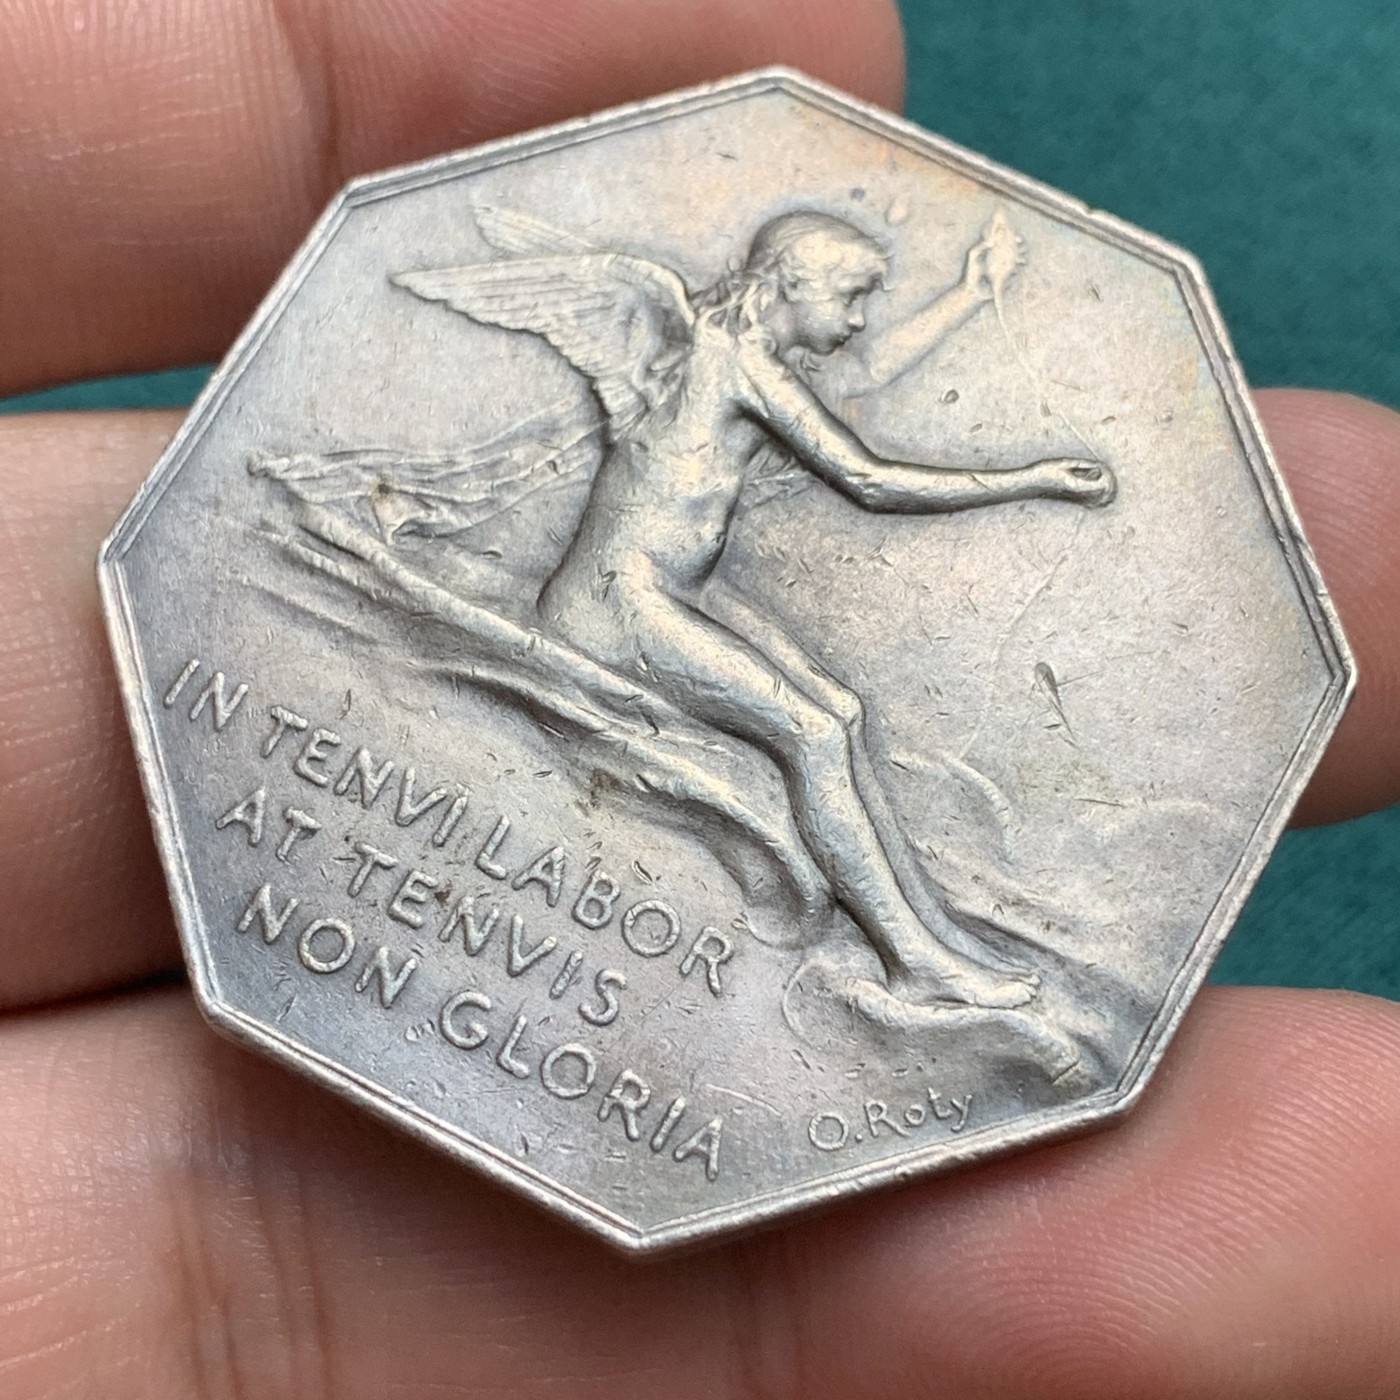 IN TENVI LABOR
AT TENVIS
NON GLORIA
O. Roty